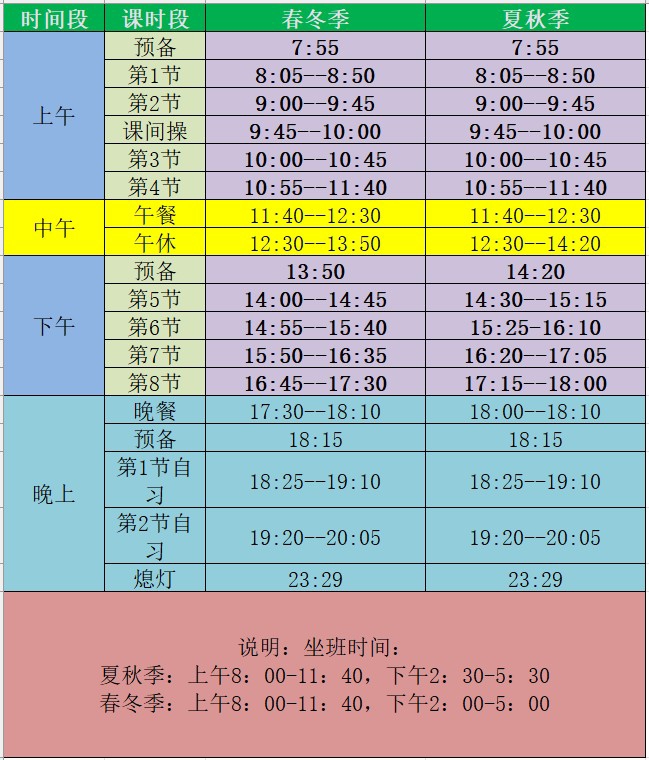 时间段 课时段 春冬季 夏秋季
上午 预备 7:55 7:55
第1节 8:05--8:50 8:05--8:50
第2节 9:00--9:45 9:00--9:45
课间操 9:45--10:00 9:45--10:00
第3节 10:00--10:45 10:00--10:45
第4节 10:55--11:40 10:55--11:40
中午 午餐 11:40--12:30 11:40--12:30
午休 12:30--13:50 12:30--14:20
下午 预备 13:50 14:20
第5节 14:00--14:45 14:30--15:15
第6节 14:55--15:40 15:25-16:10
第7节 15:50--16:35 16:20--17:05
第8节 16:45--17:30 17:15--18:00
晚上 晚餐 17:30--18:10 18:00--18:10
预备 18:15 18:15
第1节自
习 18:25--19:10 18:25--19:10
第2节自
习 19:20--20:05 19:20--20:05
熄灯 23:29 23:29
说明：坐班时间：
夏秋季：上午8：00-11：40，下午2：30-5：30
春冬季：上午8：00-11：40，下午2：00-5：00